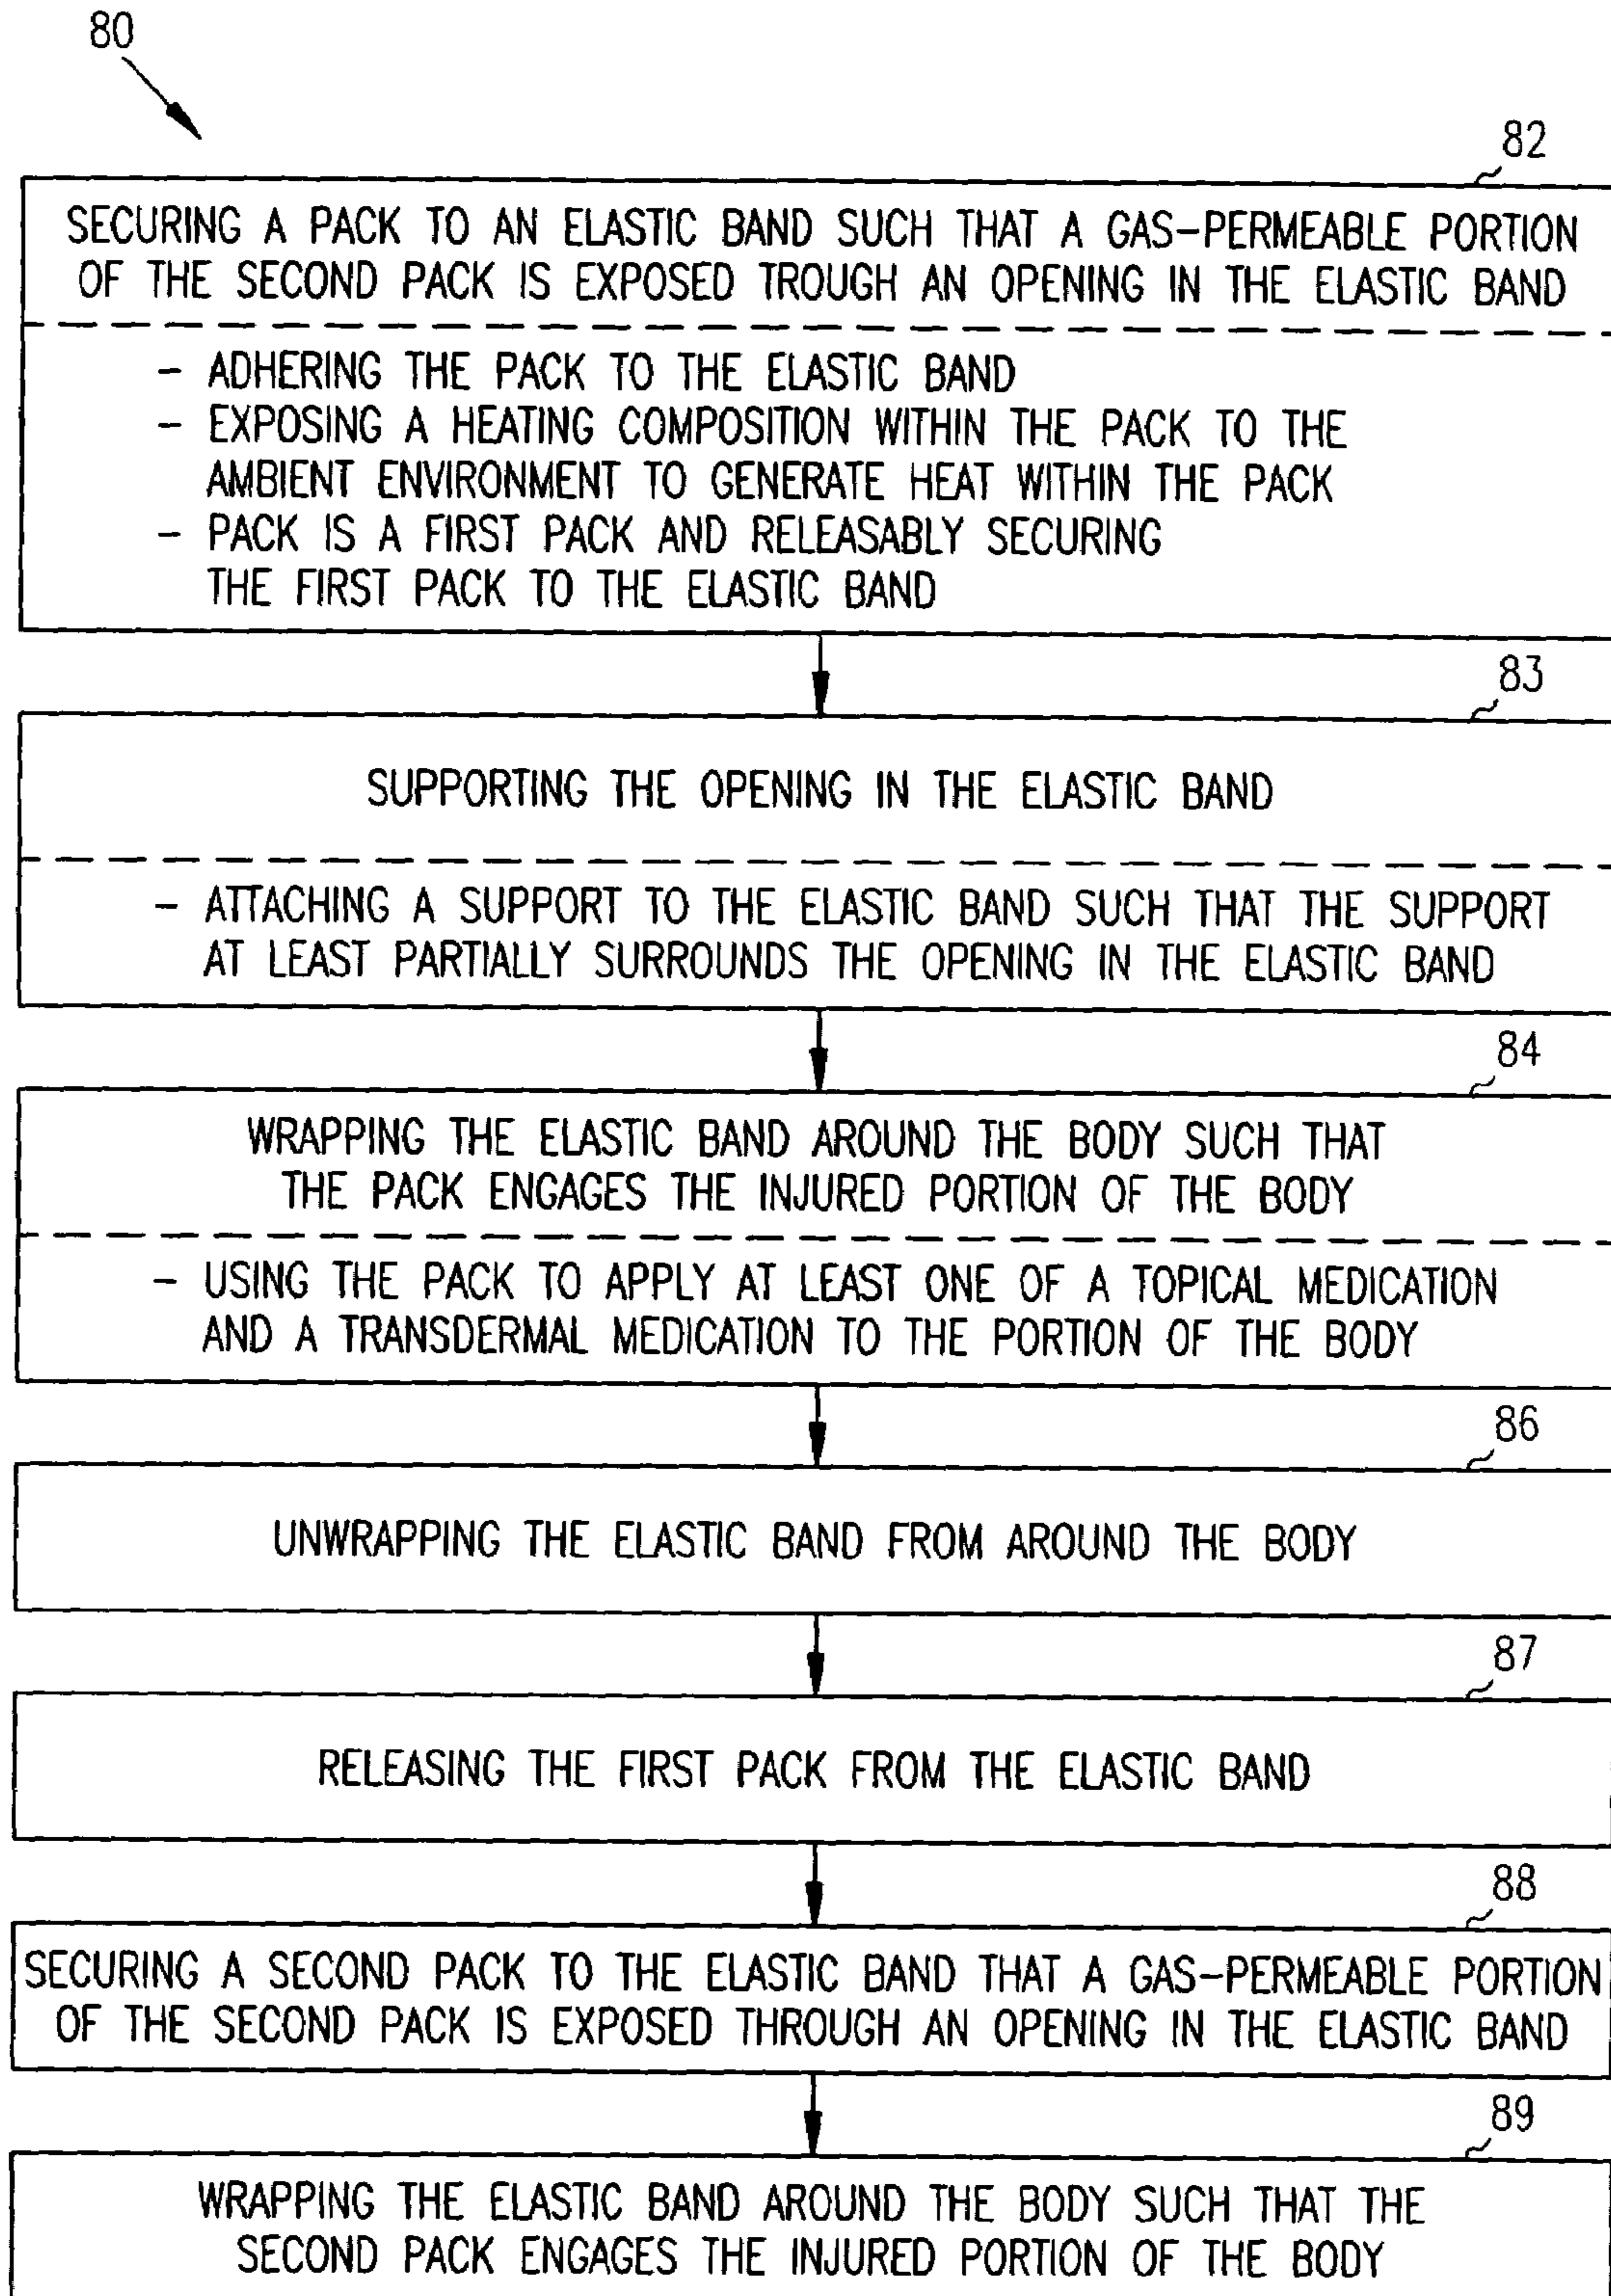 80
82
SECURING A PACK TO AN ELASTIC BAND SUCH THAT A GAS-PERMEABLE PORTION
OF THE SECOND PACK IS EXPOSED TROUGH AN OPENING IN THE ELASTIC BAND
- ADHERING THE PACK TO THE ELASTIC BAND
- EXPOSING A HEATING COMPOSITION WITHIN THE PACK TO THE
AMBIENT ENVIRONMENT TO GENERATE HEAT WITHIN THE PACK
- PACK IS A FIRST PACK AND RELEASABLY SECURING
THE FIRST PACK TO THE ELASTIC BAND
83
SUPPORTING THE OPENING IN THE ELASTIC BAND
- ATTACHING A SUPPORT TO THE ELASTIC BAND SUCH THAT THE SUPPORT
AT LEAST PARTIALLY SURROUNDS THE OPENING IN THE ELASTIC BAND
84
WRAPPING THE ELASTIC BAND AROUND THE BODY SUCH THAT
THE PACK ENGAGES THE INJURED PORTION OF THE BODY
- USING THE PACK TO APPLY AT LEAST ONE OF A TOPICAL MEDICATION
AND A TRANSDERMAL MEDICATION TO THE PORTION OF THE BODY
86
UNWRAPPING THE ELASTIC BAND FROM AROUND THE BODY
87
RELEASING THE FIRST PACK FROM THE ELASTIC BAND
88
SECURING A SECOND PACK TO THE ELASTIC BAND THAT A GAS-PERMEABLE PORTION
OF THE SECOND PACK IS EXPOSED THROUGH AN OPENING IN THE ELASTIC BAND
89
WRAPPING THE ELASTIC BAND AROUND THE BODY SUCH THAT THE
SECOND PACK ENGAGES THE INJURED PORTION OF THE BODY